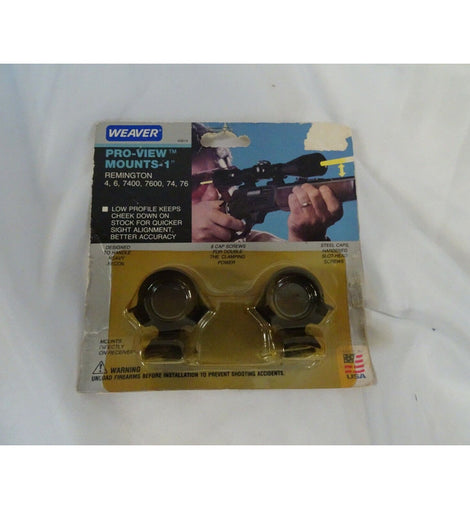 WEAVER®
PRO-VIEW™
MOUNTS-1"
REMINGTON
4, 6, 7400, 7600, 74, 76
■ LOW PROFILE KEEPS
CHEEK DOWN ON
STOCK FOR QUICKER
SIGHT ALIGNMENT,
BETTER ACCURACY
DESIGNED
TO HANDLE
HEAVY
RECOIL
8 CAP SCREWS
FOR DOUBLE
THE CLAMPING
POWER
STEEL CAPS,
HARDENED
SLOT-HEAD
SCREWS
MOUNTS
DIRECTLY
ON RECEIVER
WARNING
UNLOAD FIREARMS BEFORE INSTALLATION TO PREVENT SHOOTING ACCIDENTS.
USA